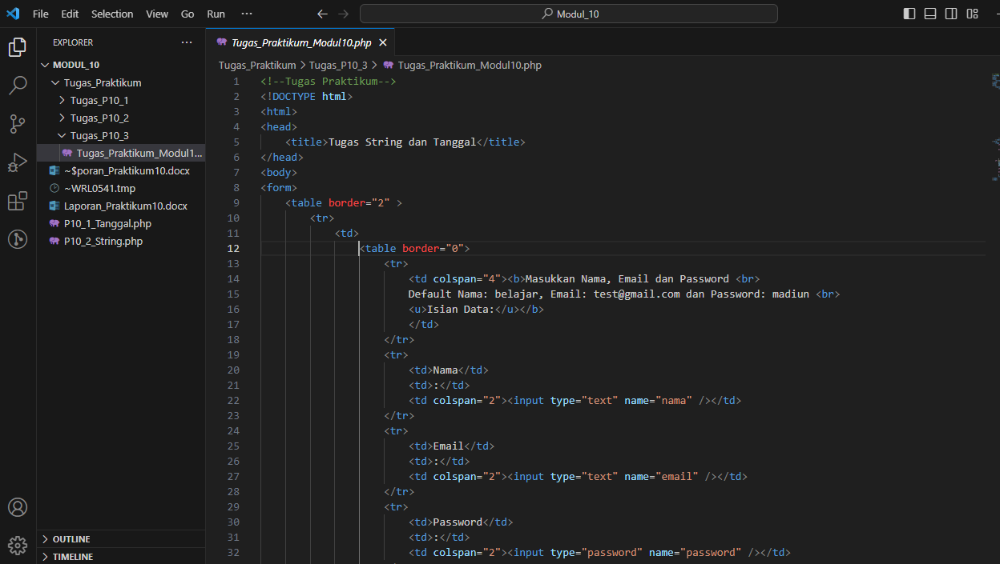 File Edit Selection View Go Run ··· Modul_10
EXPLORER ···
MODUL_10
Tugas_Praktikum
Tugas_P10_1
Tugas_P10_2
Tugas_P10_3
Tugas_Praktikum_Modul1...
~$poran_Praktikum10.docx
~WRL0541.tmp
Laporan_Praktikum10.docx
P10_1_Tanggal.php
P10_2_String.php
OUTLINE
TIMELINE
Tugas_Praktikum_Modul10.php
Tugas_Praktikum > Tugas_P10_3 > Tugas_Praktikum_Modul10.php
1 <!--Tugas Praktikum-->
2 <!DOCTYPE html>
3 <html>
4 <head>
5 <title>Tugas String dan Tanggal</title>
6 </head>
7 <body>
8 <form>
9 <table border="2" >
10 <tr>
11 <td>
12 <table border="0">
13 <tr>
14 <td colspan="4"><b>Masukkan Nama, Email dan Password <br>
15 Default Nama: belajar, Email: test@gmail.com dan Password: madiun <br>
16 <u>Isian Data:</u></b>
17 </td>
18 </tr>
19 <tr>
20 <td>Nama</td>
21 <td>:</td>
22 <td colspan="2"><input type="text" name="nama" /></td>
23 </tr>
24 <tr>
25 <td>Email</td>
26 <td>:</td>
27 <td colspan="2"><input type="text" name="email" /></td>
28 </tr>
29 <tr>
30 <td>Password</td>
31 <td>:</td>
32 <td colspan="2"><input type="password" name="password" /></td>